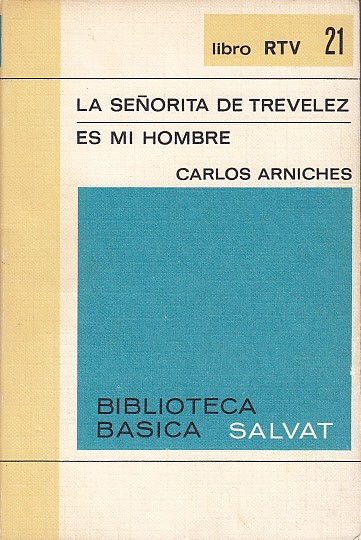 libro RTV 21
LA SEÑORITA DE TREVELEZ
ES MI HOMBRE
CARLOS ARNICHES
BIBLIOTECA
BASICA SALVAT